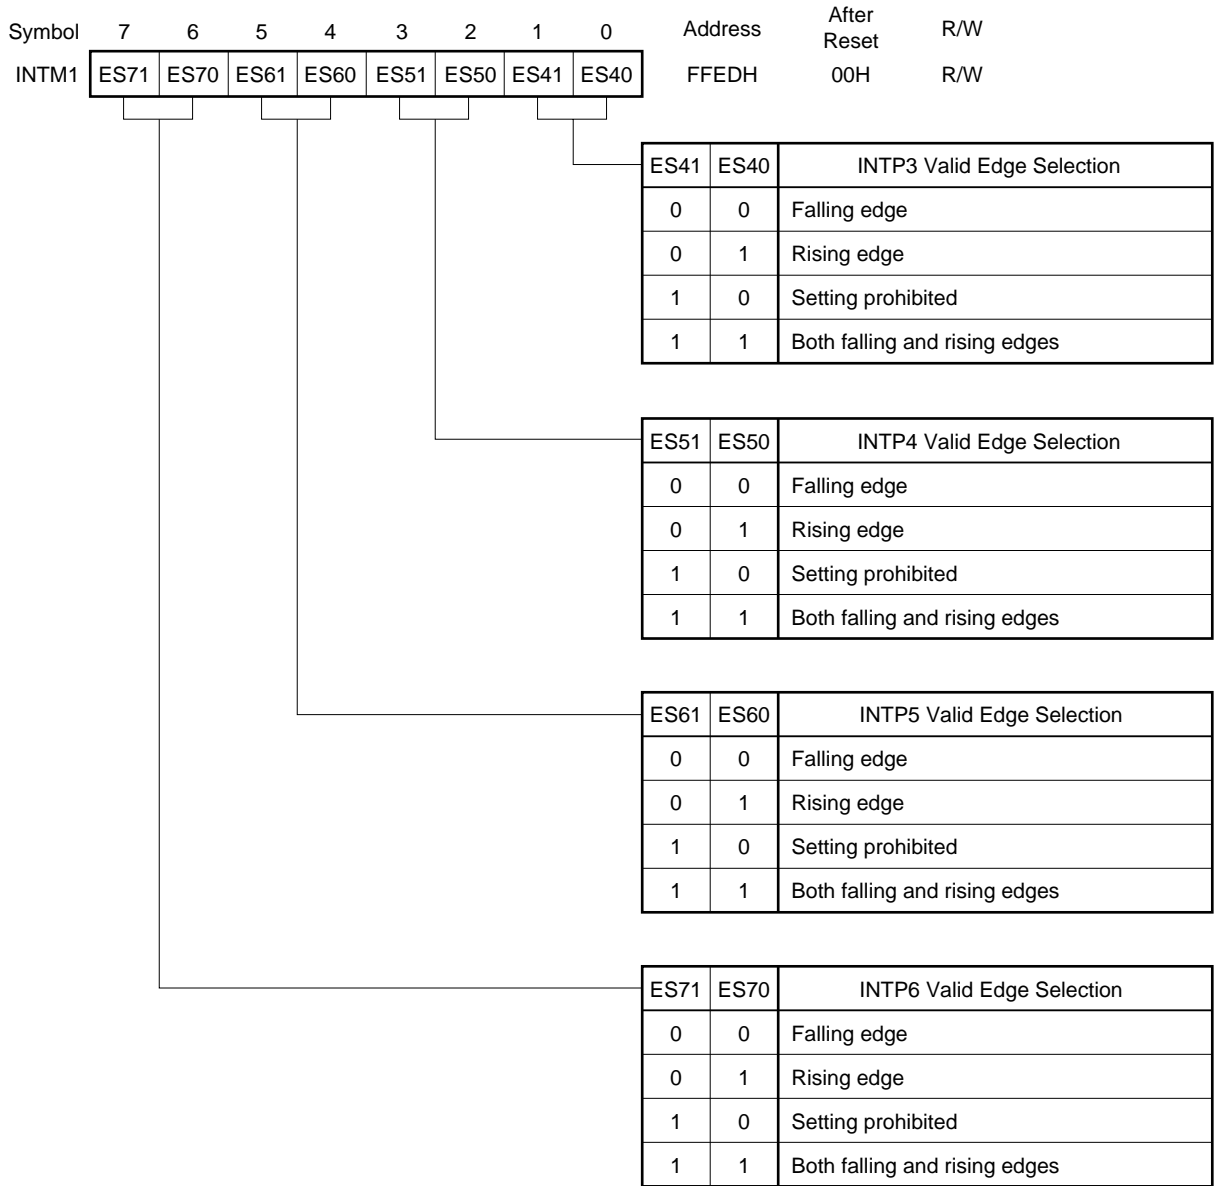 Symbol 7 6 5 4 3 2 1 0 Address After Reset R/W
INTM1 ES71 ES70 ES61 ES60 ES51 ES50 ES41 ES40 FFEDH 00H R/W
ES41 ES40 INTP3 Valid Edge Selection
0 0 Falling edge
0 1 Rising edge
1 0 Setting prohibited
1 1 Both falling and rising edges
ES51 ES50 INTP4 Valid Edge Selection
0 0 Falling edge
0 1 Rising edge
1 0 Setting prohibited
1 1 Both falling and rising edges
ES61 ES60 INTP5 Valid Edge Selection
0 0 Falling edge
0 1 Rising edge
1 0 Setting prohibited
1 1 Both falling and rising edges
ES71 ES70 INTP6 Valid Edge Selection
0 0 Falling edge
0 1 Rising edge
1 0 Setting prohibited
1 1 Both falling and rising edges